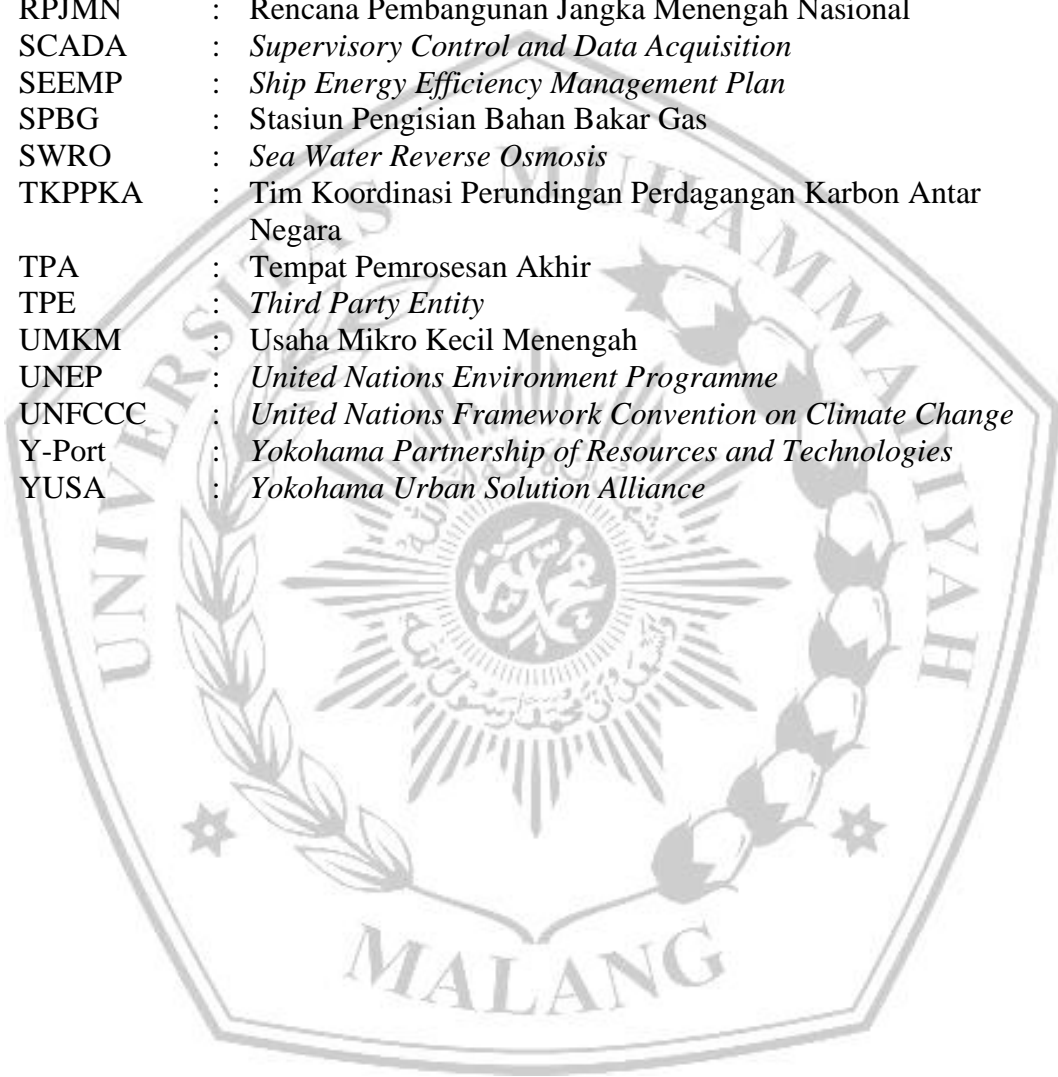 RPJMN : Rencana Pembangunan Jangka Menengah Nasional
SCADA : Supervisory Control and Data Acquisition
SEEMP : Ship Energy Efficiency Management Plan
SPBG : Stasiun Pengisian Bahan Bakar Gas
SWRO : Sea Water Reverse Osmosis
TKPPKA : Tim Koordinasi Perundingan Perdagangan Karbon Antar
Negara
TPA : Tempat Pemrosesan Akhir
TPE : Third Party Entity
UMKM : Usaha Mikro Kecil Menengah
UNEP : United Nations Environment Programme
UNFCCC : United Nations Framework Convention on Climate Change
Y-Port : Yokohama Partnership of Resources and Technologies
YUSA : Yokohama Urban Solution Alliance
UNIVERSITAS MUHAMMADIYAH
MALANG